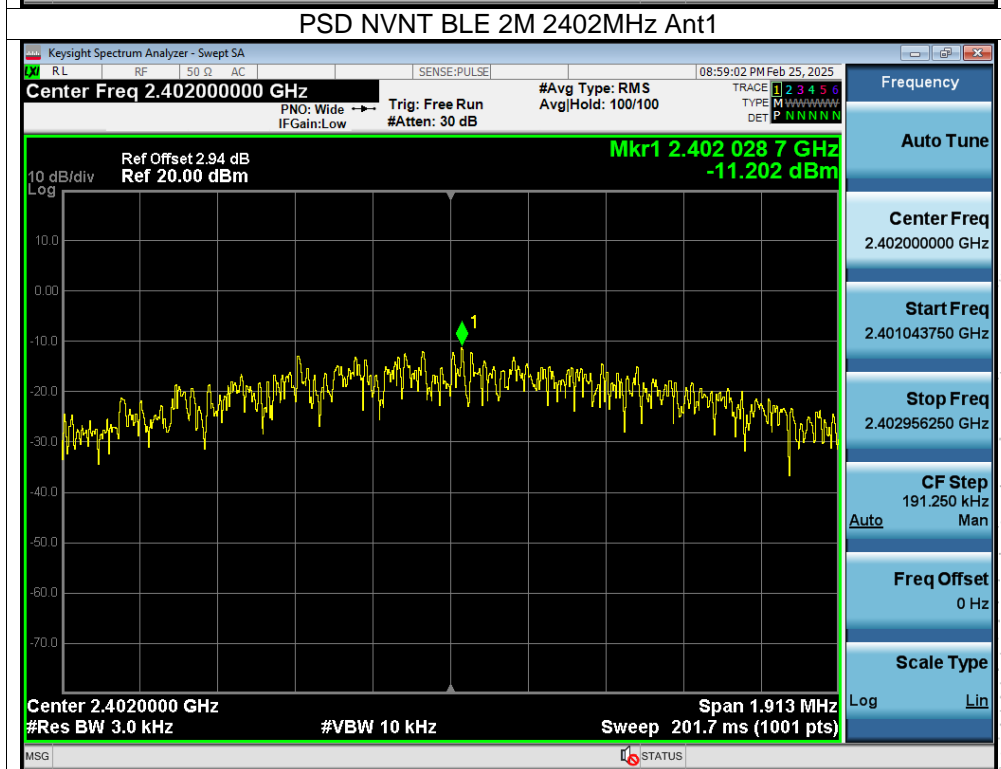 PSD NVNT BLE 2M 2402MHz Ant1
Keysight Spectrum Analyzer - Swept SA
LXI RL RF 50 Ω AC SENSE:PULSE 08:59:02 PM Feb 25, 2025
Center Freq 2.402000000 GHz
PNO: Wide
IFGain:Low
Trig: Free Run
#Atten: 30 dB
#Avg Type: RMS
Avg|Hold: 100/100
TRACE 1 2 3 4 5 6
TYPE M WWWWW
DET P N N N N N
Mkr1 2.402 028 7 GHz
-11.202 dBm
Ref Offset 2.94 dB
10 dB/div Ref 20.00 dBm
Log
10.0
0.00
-10.0
-20.0
-30.0
-40.0
-50.0
-60.0
-70.0
1
Center 2.4020000 GHz Span 1.913 MHz
#Res BW 3.0 kHz #VBW 10 kHz Sweep 201.7 ms (1001 pts)
MSG STATUS
Frequency
Auto Tune
Center Freq
2.402000000 GHz
Start Freq
2.401043750 GHz
Stop Freq
2.402956250 GHz
CF Step
191.250 kHz
Auto Man
Freq Offset
0 Hz
Scale Type
Log Lin